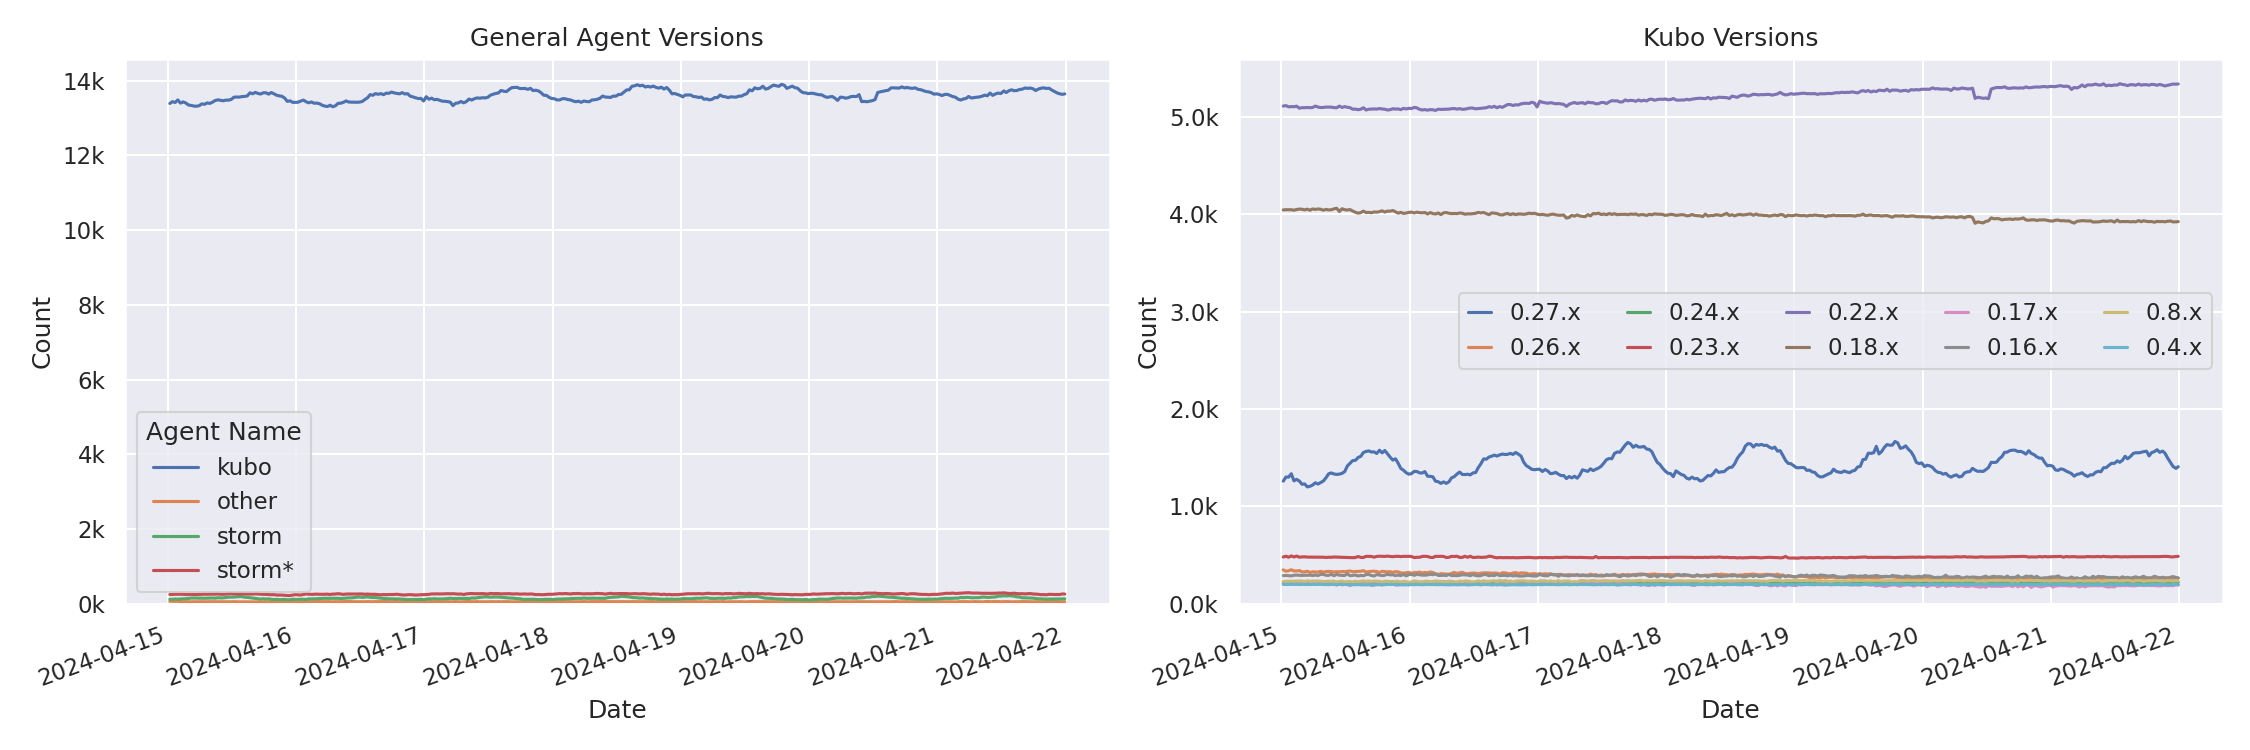 General Agent Versions
14k
12k
10k
8k
6k
4k
2k
0k
Count
Agent Name
kubo
other
storm
storm*
2024-04-15
2024-04-16
2024-04-17
2024-04-18
2024-04-19
2024-04-20
2024-04-21
2024-04-22
Date
Kubo Versions
5.0k
4.0k
3.0k
2.0k
1.0k
0.0k
Count
0.27.x 0.24.x 0.22.x 0.17.x 0.8.x
0.26.x 0.23.x 0.18.x 0.16.x 0.4.x
2024-04-15
2024-04-16
2024-04-17
2024-04-18
2024-04-19
2024-04-20
2024-04-21
2024-04-22
Date